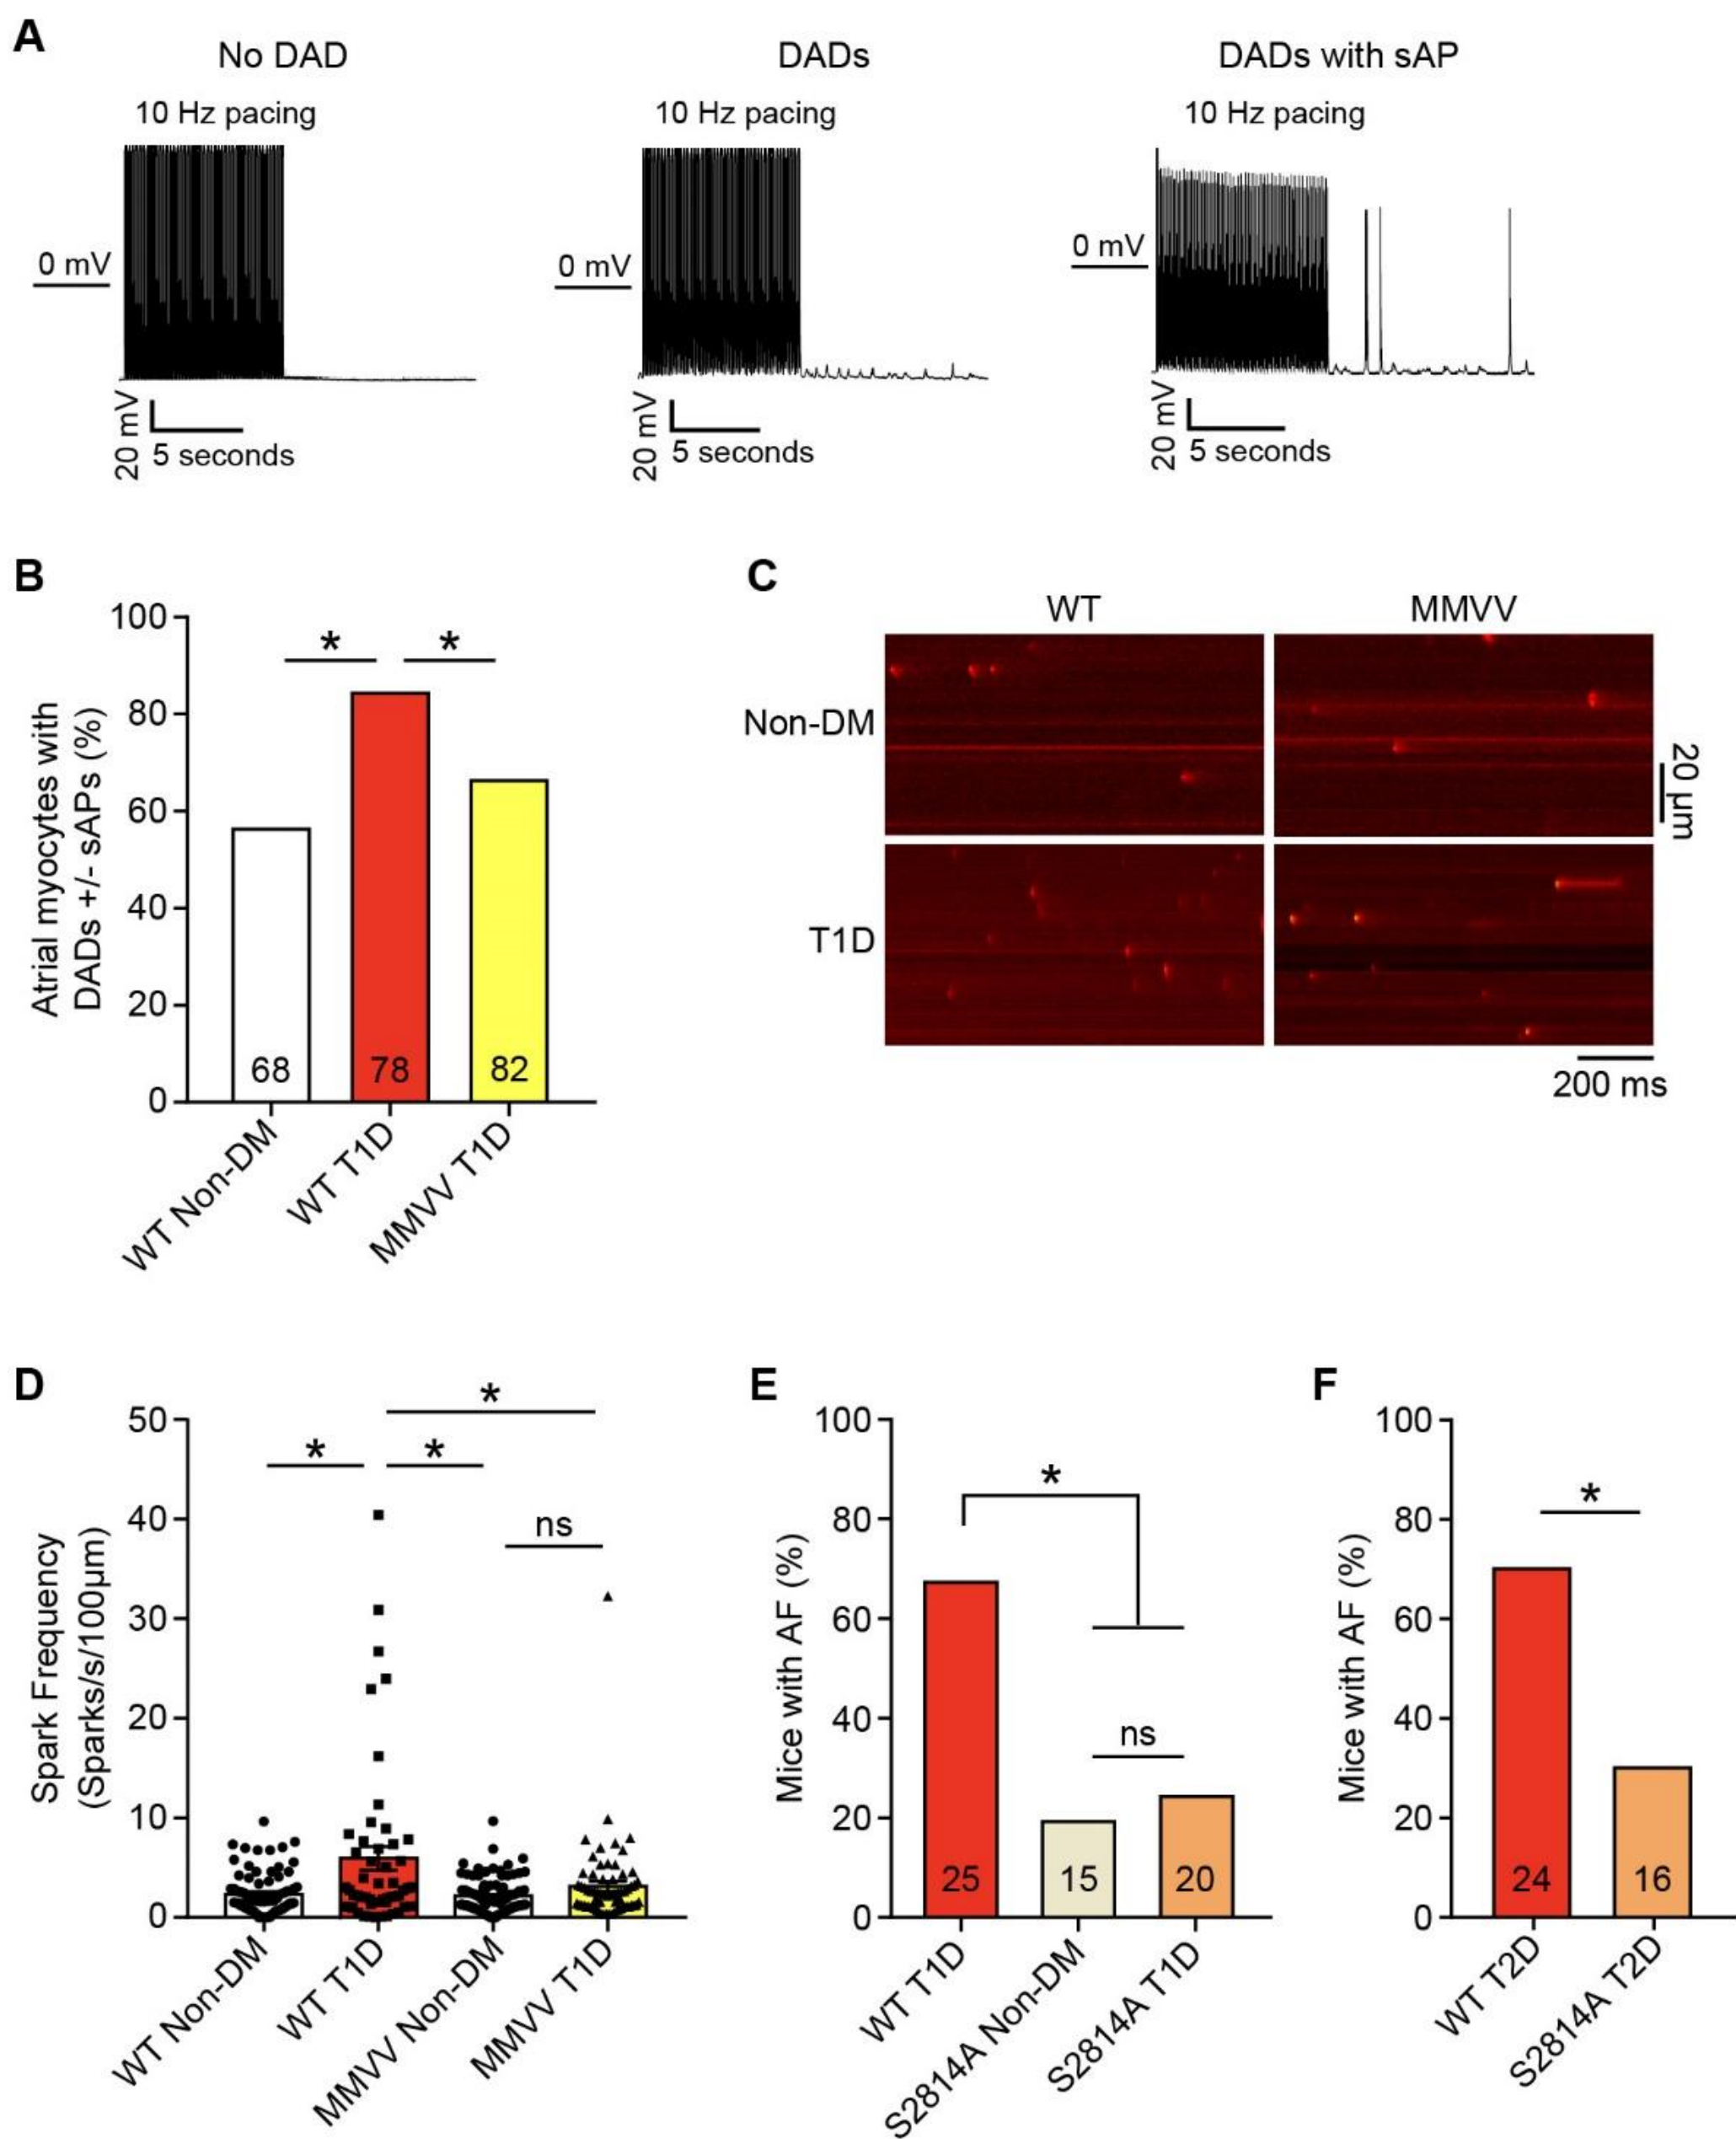 A
No DAD
DADs
DADs with sAP
10 Hz pacing
10 Hz pacing
10 Hz pacing
0 mV
0 mV
0 mV
20 mV
5 seconds
20 mV
5 seconds
20 mV
5 seconds
B
Atrial myocytes with
DADs +/- sAPs (%)
100
80
60
40
20
0
*
*
68
78
82
WT Non-DM
WT T1D
MMVV T1D
C
WT
MMVV
Non-DM
T1D
20 µm
200 ms
D
Spark Frequency
(Sparks/s/100µm)
50
40
30
20
10
0
*
*
*
ns
WT Non-DM
WT T1D
MMVV Non-DM
MMVV T1D
E
Mice with AF (%)
100
80
60
40
20
0
*
ns
25
15
20
WT T1D
S2814A Non-DM
S2814A T1D
F
Mice with AF (%)
100
80
60
40
20
0
*
24
16
WT T2D
S2814A T2D